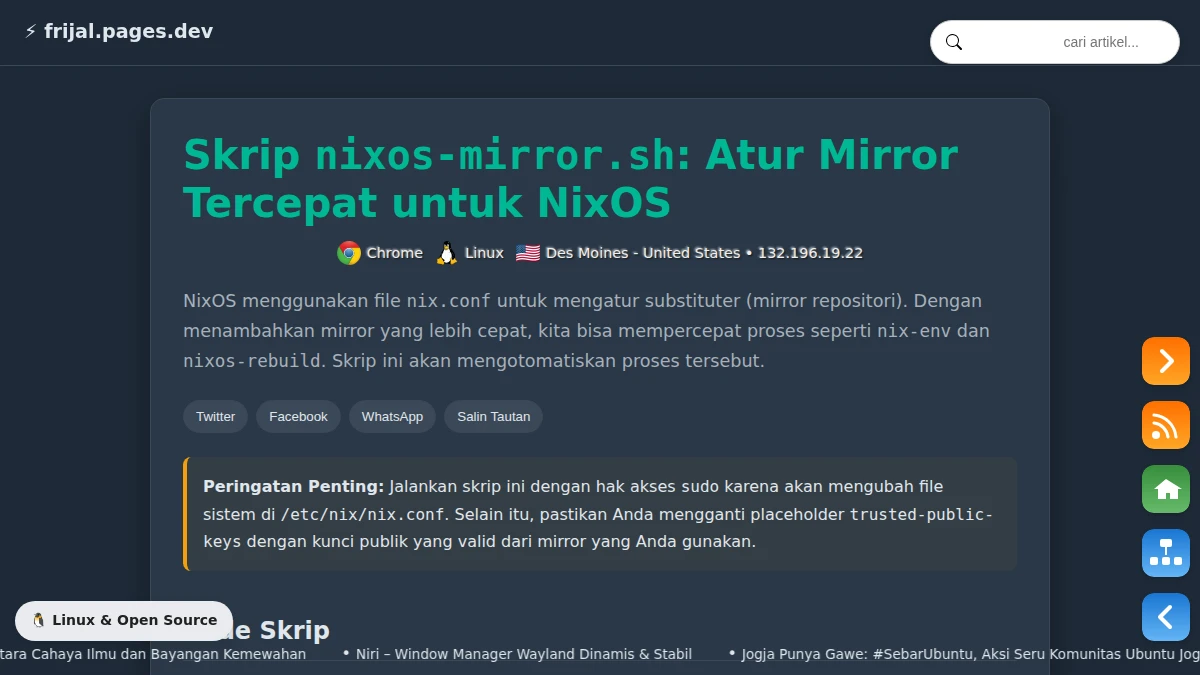 ⚡ frijal.pages.dev
cari artikel...
Skrip nixos-mirror.sh: Atur Mirror
Tercepat untuk NixOS
Chrome Linux Des Moines - United States • 132.196.19.22
NixOS menggunakan file nix.conf untuk mengatur substituter (mirror repositori). Dengan
menambahkan mirror yang lebih cepat, kita bisa mempercepat proses seperti nix-env dan
nixos-rebuild. Skrip ini akan mengotomatiskan proses tersebut.
Twitter Facebook WhatsApp Salin Tautan
Peringatan Penting: Jalankan skrip ini dengan hak akses sudo karena akan mengubah file
sistem di /etc/nix/nix.conf. Selain itu, pastikan Anda mengganti placeholder trusted-public-
keys dengan kunci publik yang valid dari mirror yang Anda gunakan.
Linux & Open Source
Skrip
Cahaya Ilmu dan Bayangan Kemewahan • Niri – Window Manager Wayland Dinamis & Stabil • Jogja Punya Gawe: #SebarUbuntu, Aksi Seru Komunitas Ubuntu